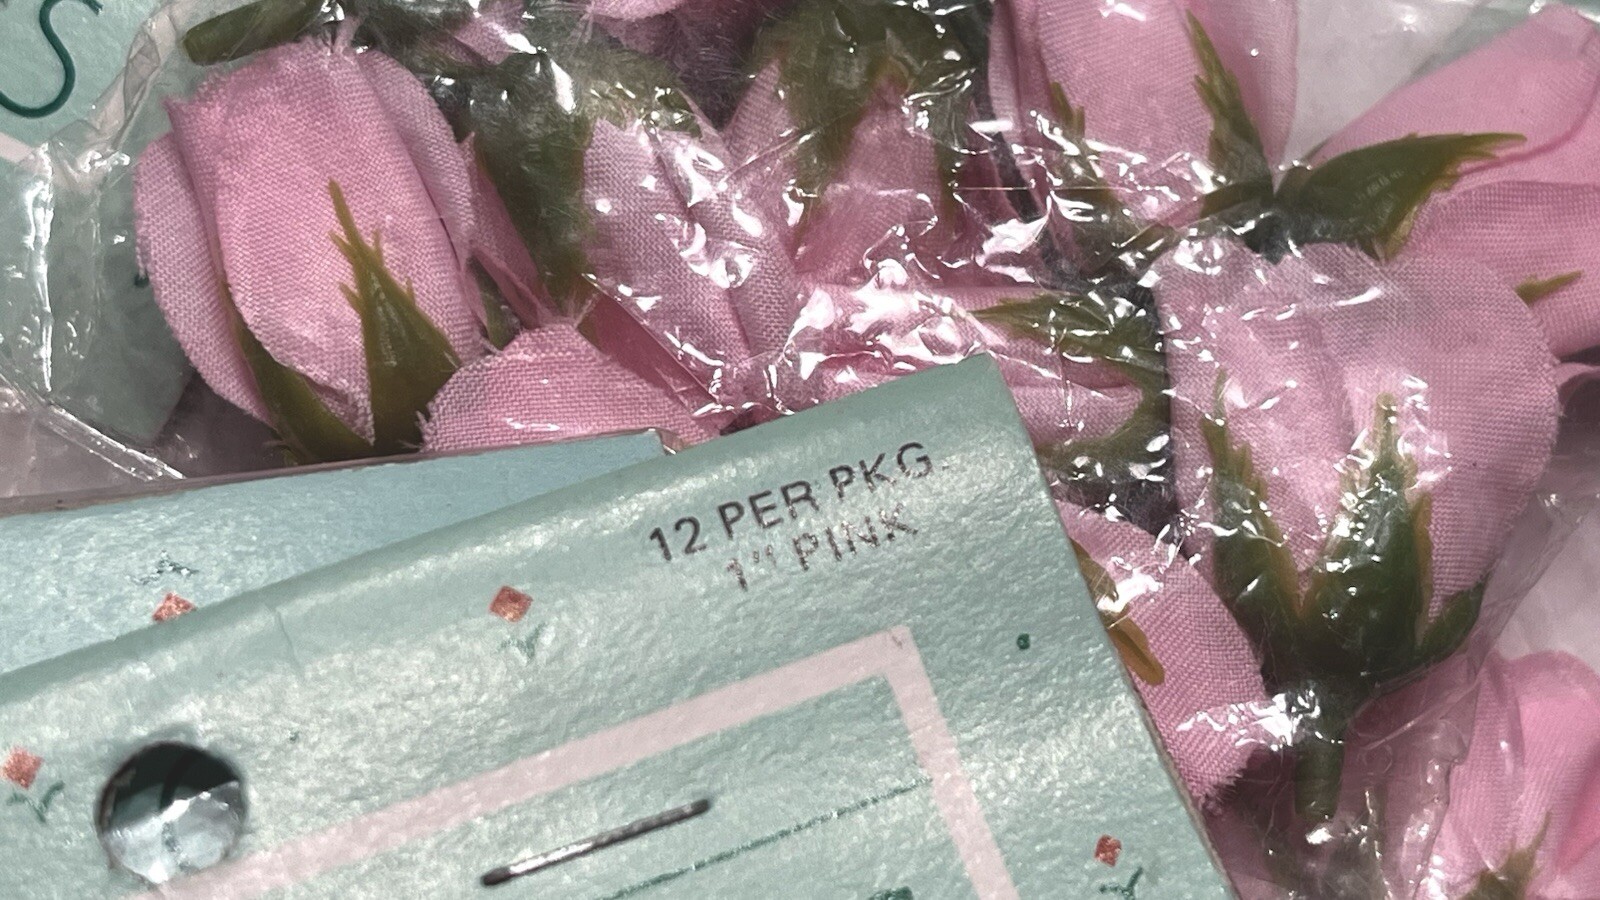 S
12 PER PKG.
1" PINK